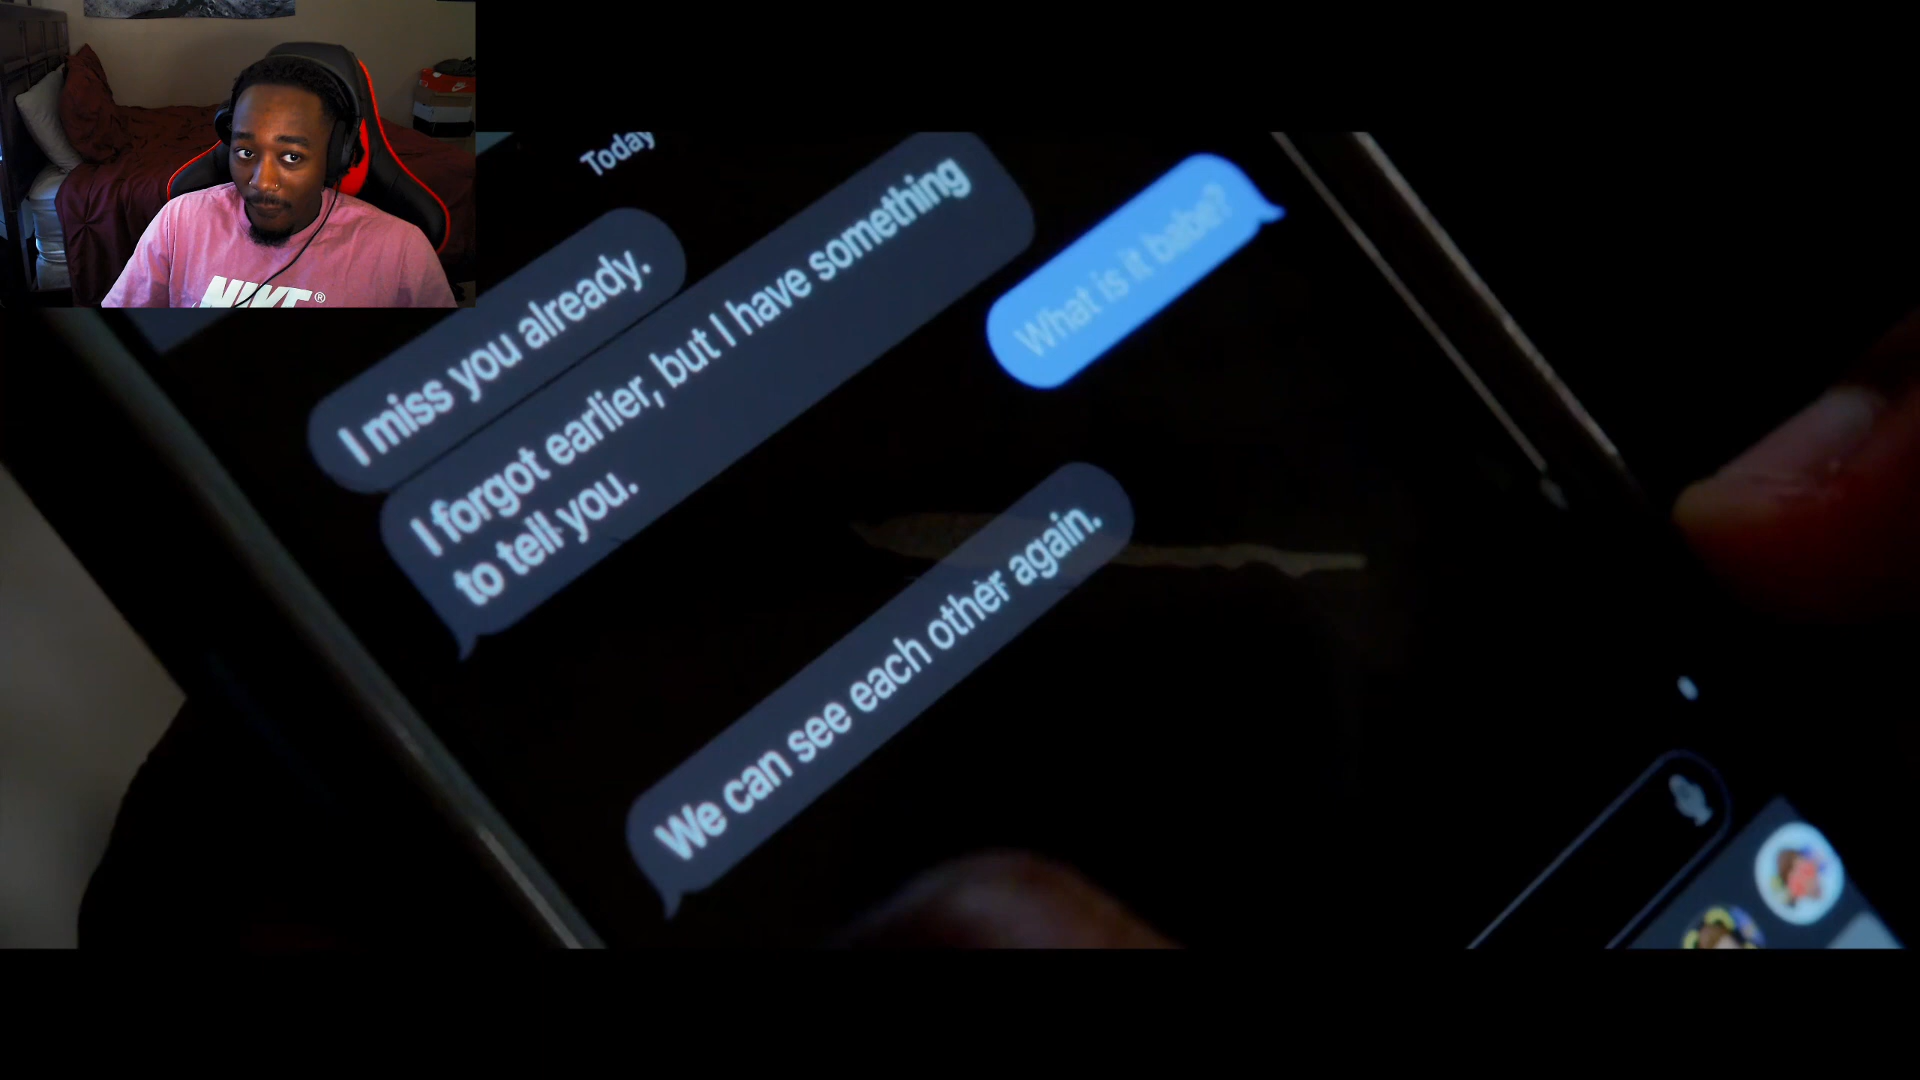 Today
I miss you already.
I forgot earlier, but I have something
to tell you.
What is it babe?
We can see each other again.
NIKE®